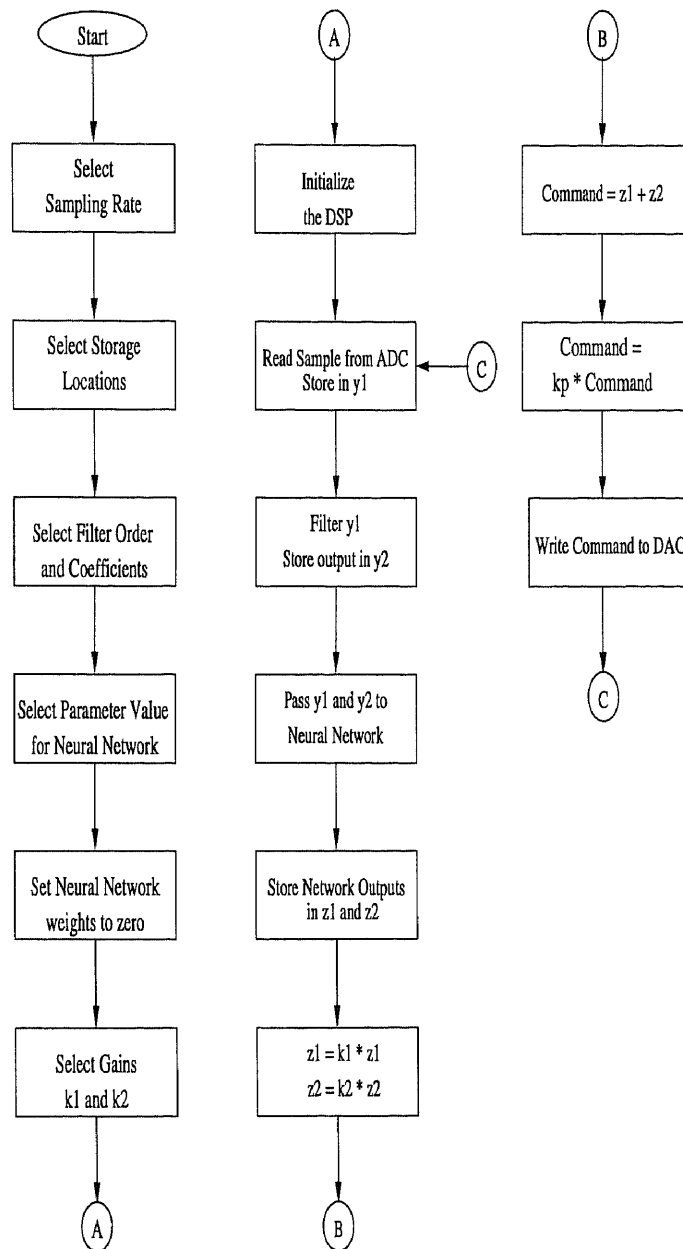 Start
Select
Sampling Rate
Select Storage
Locations
Select Filter Order
and Coefficients
Select Parameter Value
for Neural Network
Set Neural Network
weights to zero
Select Gains
k1 and k2
A
A
Initialize
the DSP
Read Sample from ADC
Store in y1
C
Filter y1
Store output in y2
Pass y1 and y2 to
Neural Network
Store Network Outputs
in z1 and z2
z1 = k1 * z1
z2 = k2 * z2
B
B
Command = z1 + z2
Command =
kp * Command
Write Command to DAC
C